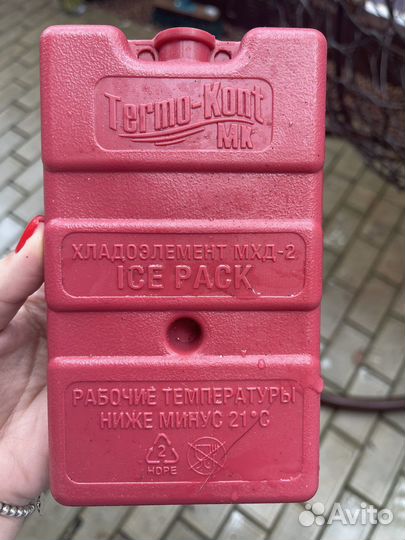 Termo-Kont
MK
ХЛАДОЭЛЕМЕНТ МХД-2
ICE PACK
РАБОЧИЕ ТЕМПЕРАТУРЫ
НИЖЕ МИНУС 21°С
2
HDPE
Avito